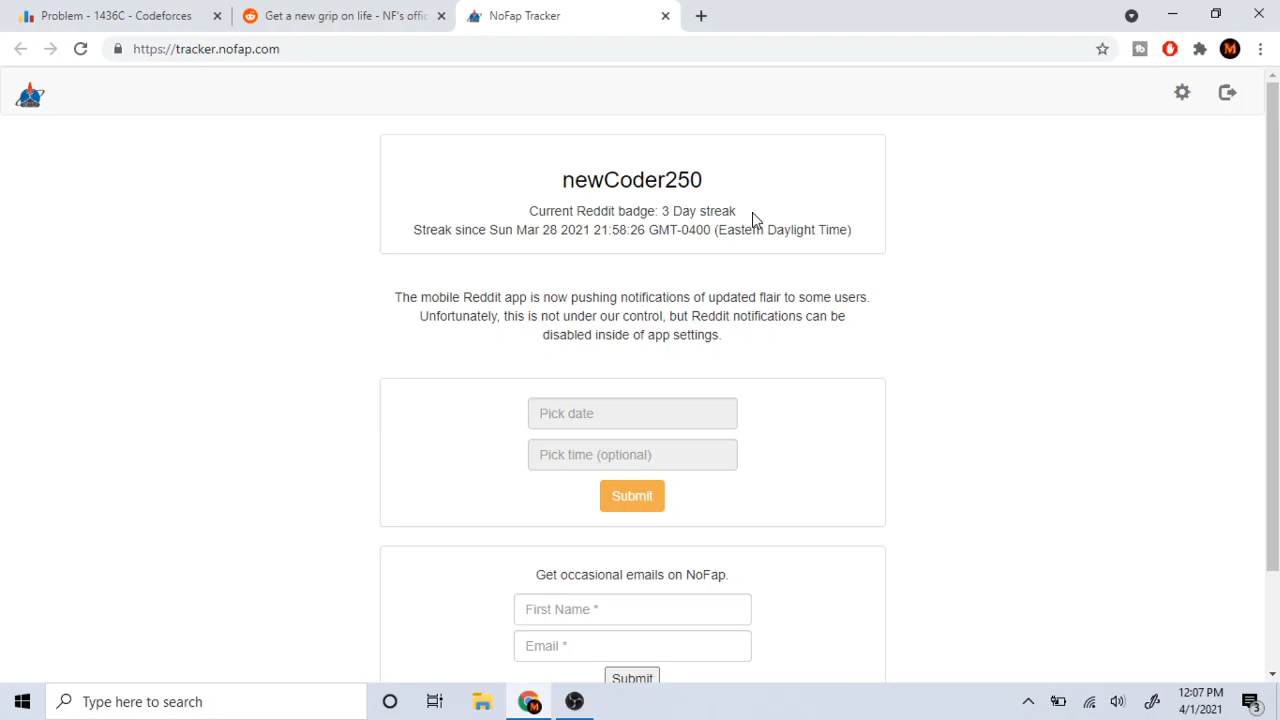 Problem - 1436C - Codeforces
Get a new grip on life - NF's offic
NoFap Tracker
https://tracker.nofap.com
M
newCoder250
Current Reddit badge: 3 Day streak
Streak since Sun Mar 28 2021 21:58:26 GMT-0400 (Eastern Daylight Time)
The mobile Reddit app is now pushing notifications of updated flair to some users.
Unfortunately, this is not under our control, but Reddit notifications can be
disabled inside of app settings.
Pick date
Pick time (optional)
Submit
Get occasional emails on NoFap.
First Name *
Email *
Submit
Type here to search
12:07 PM
4/1/2021
3